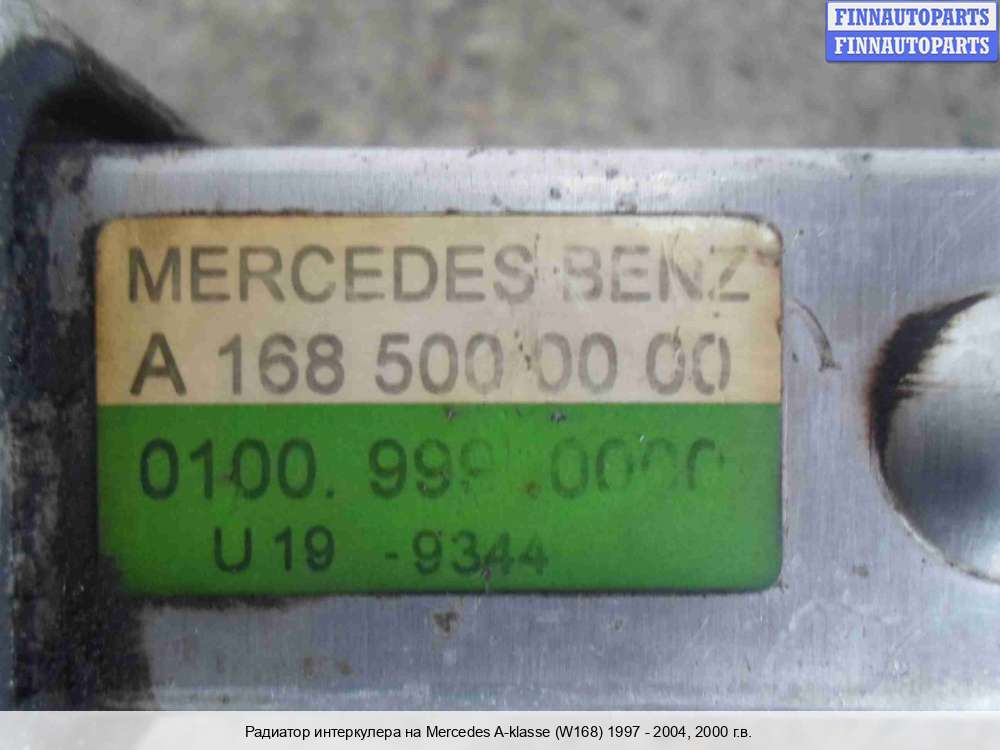 FINNAUTOPARTS
FINNAUTOPARTS
MERCEDES BENZ
A 168 500 00 00
0100. 999 .0000
U 19 - 9344
Радиатор интеркулера на Mercedes A-klasse (W168) 1997 - 2004, 2000 г.в.